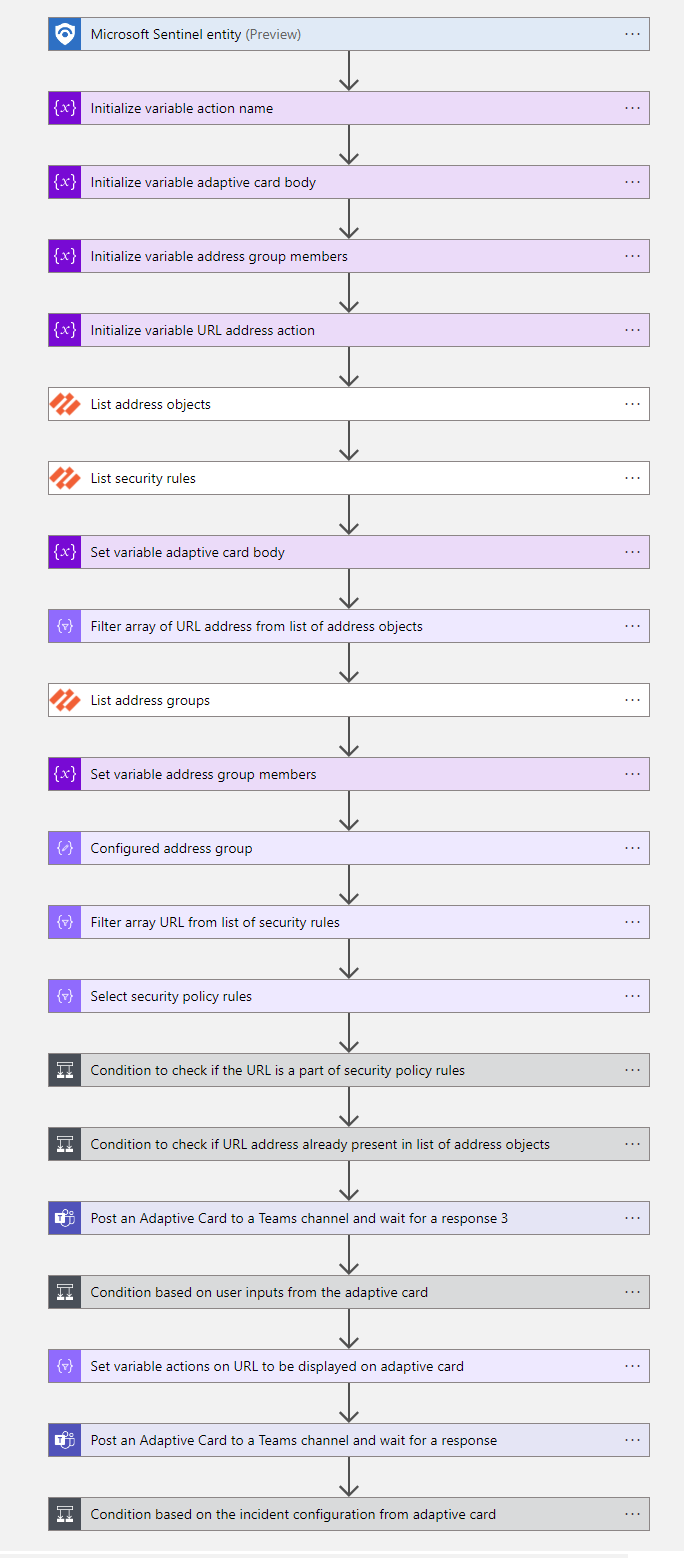 Microsoft Sentinel entity (Preview)
Initialize variable action name
Initialize variable adaptive card body
Initialize variable address group members
Initialize variable URL address action
List address objects
List security rules
Set variable adaptive card body
Filter array of URL address from list of address objects
List address groups
Set variable address group members
Configured address group
Filter array URL from list of security rules
Select security policy rules
Condition to check if the URL is a part of security policy rules
Condition to check if URL address already present in list of address objects
Post an Adaptive Card to a Teams channel and wait for a response 3
Condition based on user inputs from the adaptive card
Set variable actions on URL to be displayed on adaptive card
Post an Adaptive Card to a Teams channel and wait for a response
Condition based on the incident configuration from adaptive card